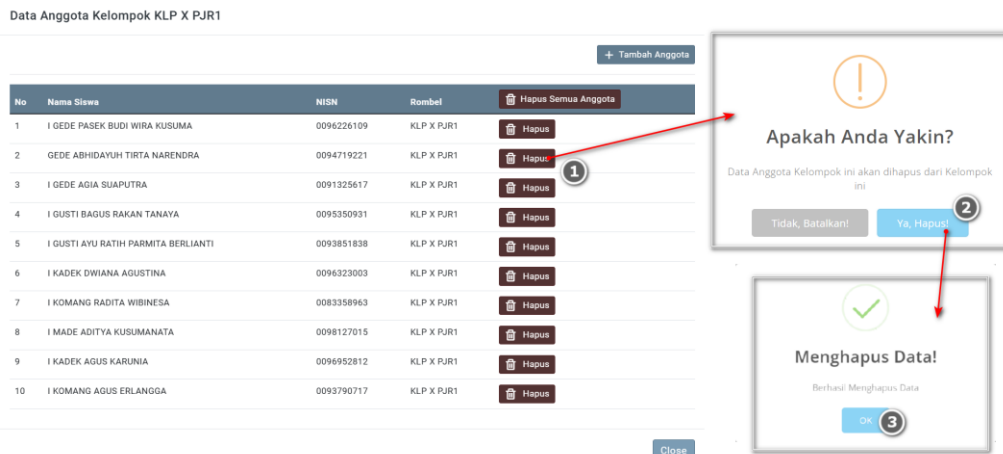 Data Anggota Kelompok KLP X PJR1
+ Tambah Anggota
No Nama Siswa NISN Rombel Hapus Semua Anggota
1 I GEDE PASEK BUDI WIRA KUSUMA 0096226109 KLP X PJR1 Hapus
2 GEDE ABHIDAYUH TIRTA NARENDRA 0094719221 KLP X PJR1 Hapus
3 I GEDE AGIA SUAPUTRA 0091325617 KLP X PJR1 Hapus
4 I GUSTI BAGUS RAKAN TANAYA 0095350931 KLP X PJR1 Hapus
5 I GUSTI AYU RATIH PARMITA BERLIANTI 0093851838 KLP X PJR1 Hapus
6 I KADEK DWIANA AGUSTINA 0096323003 KLP X PJR1 Hapus
7 I KOMANG RADITA WIBINESA 0083358963 KLP X PJR1 Hapus
8 I MADE ADITYA KUSUMANATA 0098127015 KLP X PJR1 Hapus
9 I KADEK AGUS KARUNIA 0096952812 KLP X PJR1 Hapus
10 I KOMANG AGUS ERLANGGA 0093790717 KLP X PJR1 Hapus
Close
1
Apakah Anda Yakin?
Data Anggota Kelompok ini akan dihapus dari Kelompok
ini
Tidak, Batalkan! Ya, Hapus!
2
Menghapus Data!
Berhasil Menghapus Data
OK
3